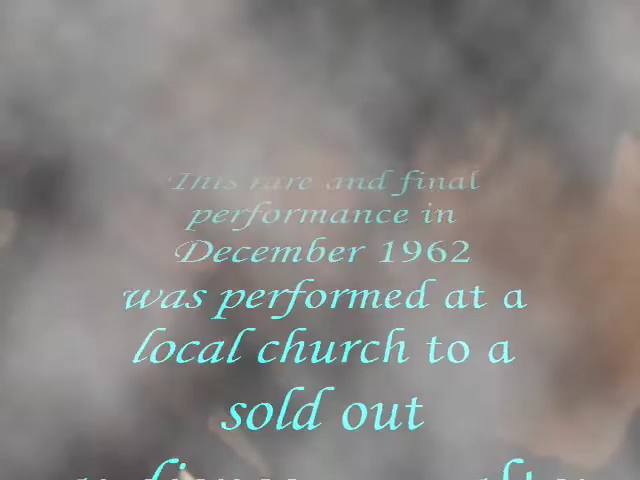 This rare and final
performance in
December 1962
was performed at a
local church to a
sold out